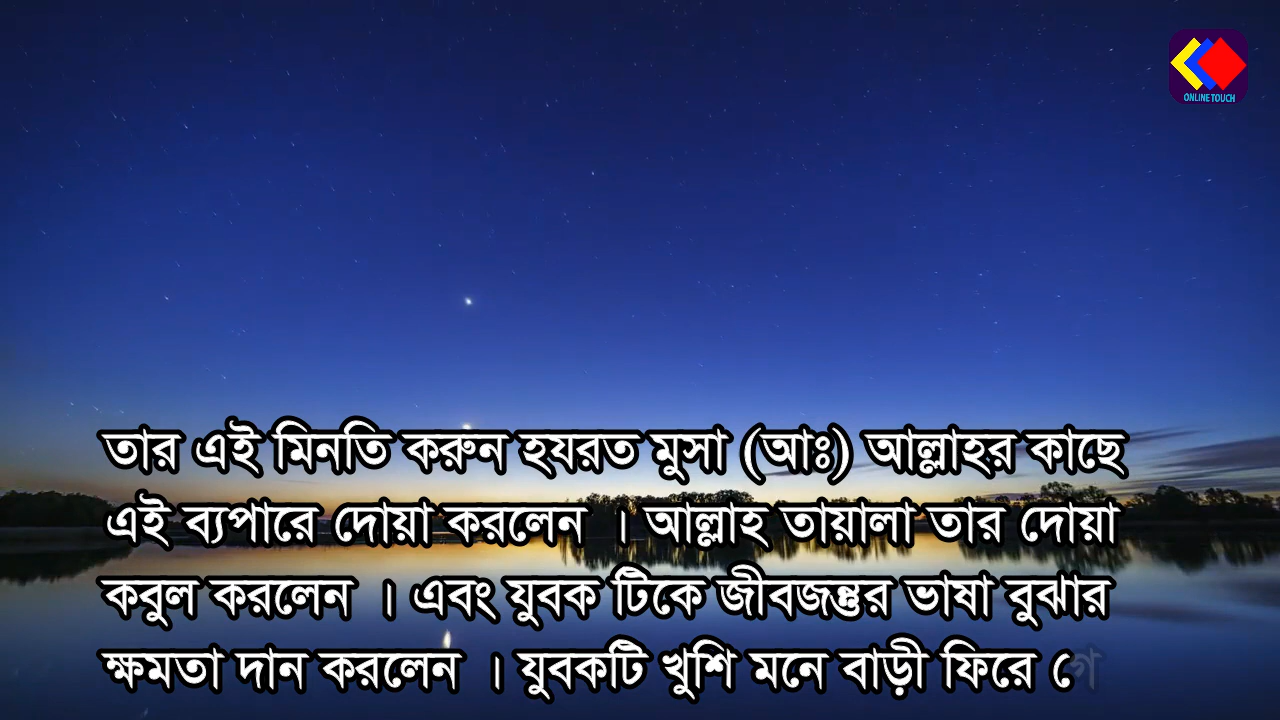 ONLINE TOUCH
তার এই মিনতি করুন হযরত মুসা (আঃ) আল্লাহর কাছে
এই ব্যপারে দোয়া করলেন । আল্লাহ তায়ালা তার দোয়া
কবুল করলেন । এবং যুবক টিকে জীবজন্তুর ভাষা বুঝার
ক্ষমতা দান করলেন । যুবকটি খুশি মনে বাড়ী ফিরে গে